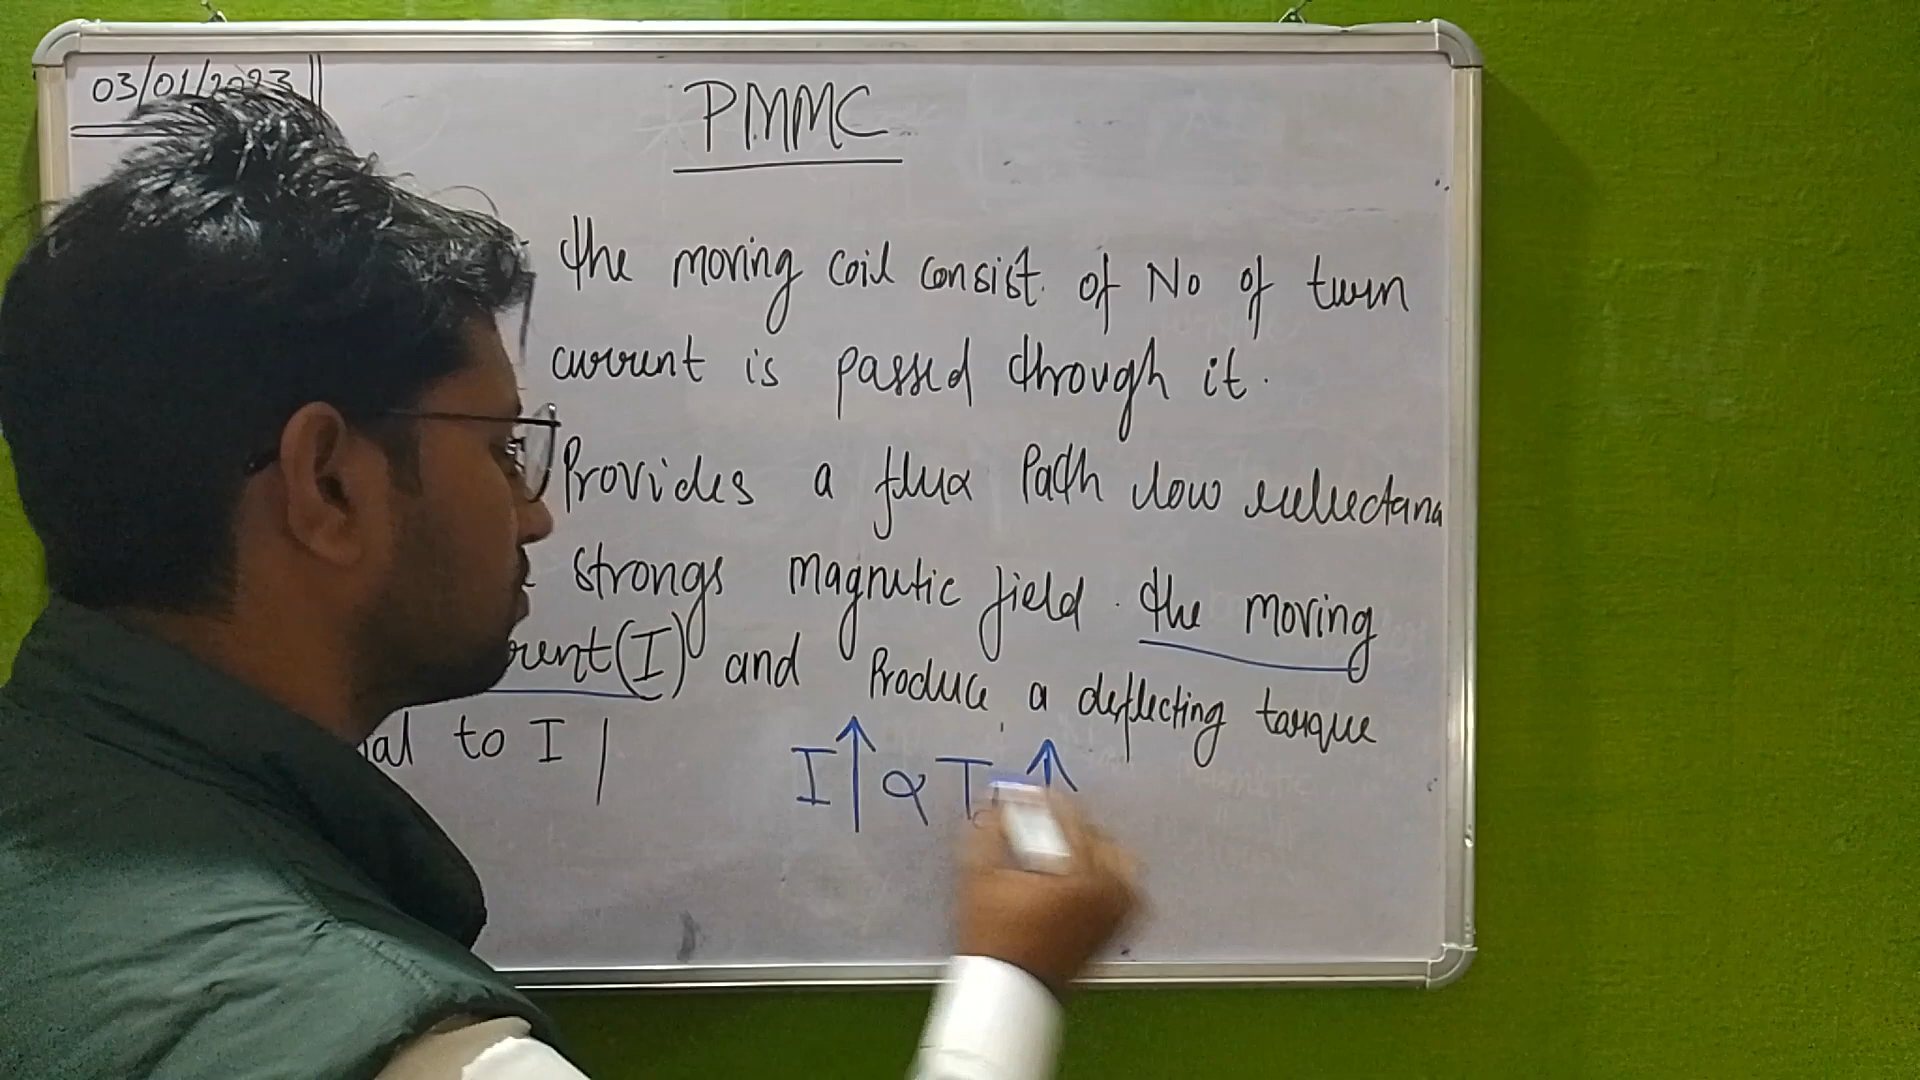 03/01/2023
PMMC
the moving coil consist of No of turn
current is passed through it.
Provides a flux Path low
strongs magnetic field. the moving
(I) and Produce a deflecting torque
to I
I↑ ∝ T ↑